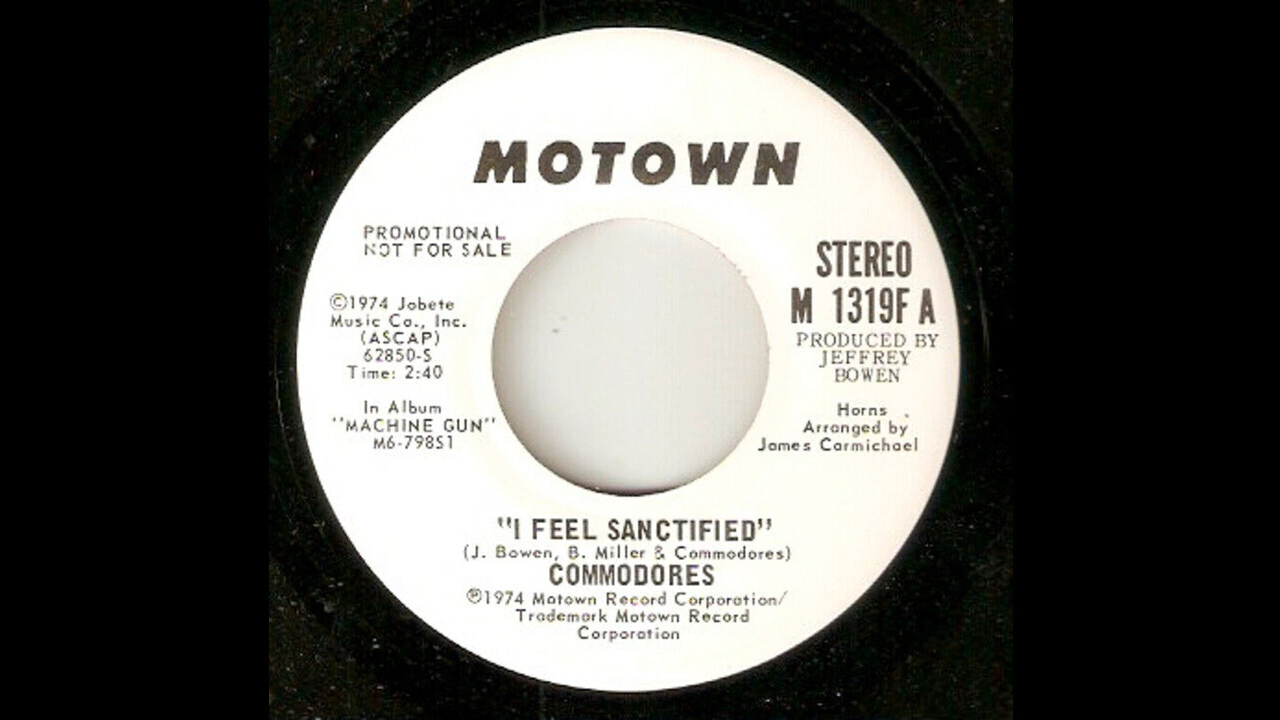 MOTOWN
PROMOTIONAL
NOT FOR SALE
©1974 Jobete
Music Co., Inc.
(ASCAP)
62850-S
Time: 2:40
In Album
"MACHINE GUN"
M6-798S1
STEREO
M 1319F A
PRODUCED BY
JEFFREY
BOWEN
Horns
Arranged by
James Carmichael
"I FEEL SANCTIFIED"
(J. Bowen, B. Miller & Commodores)
COMMODORES
℗1974 Motown Record Corporation/
Trademark Motown Record
Corporation